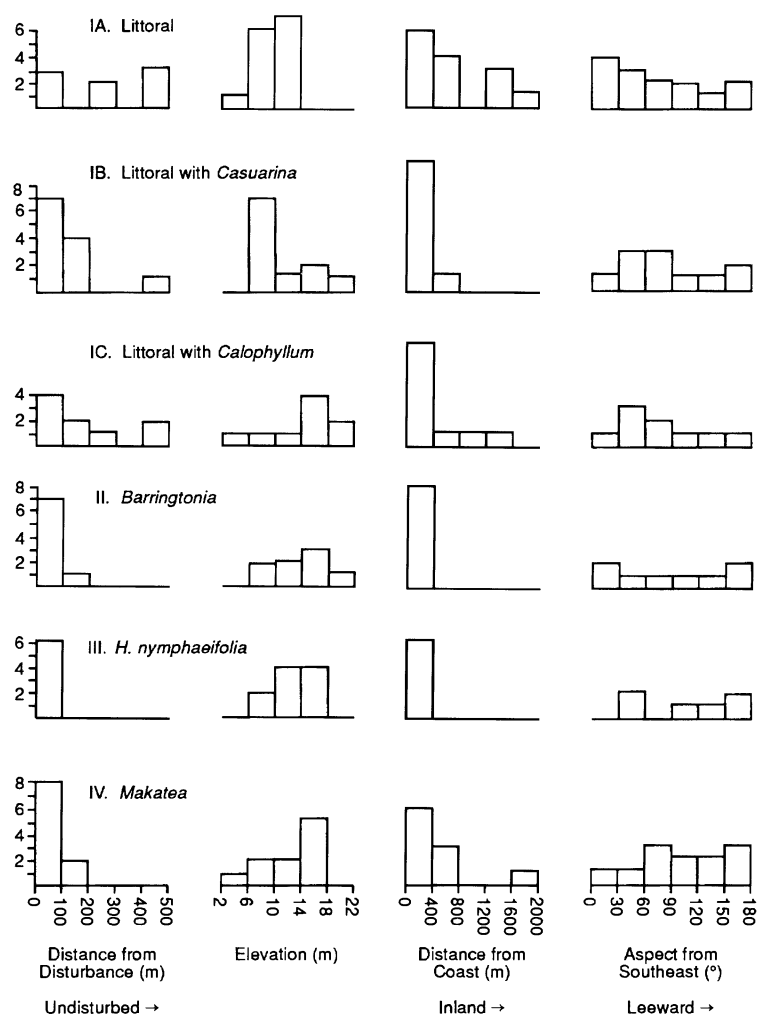 IA. Littoral
6
4
2
IB. Littoral with Casuarina
8
6
4
2
IC. Littoral with Calophyllum
4
2
II. Barringtonia
8
6
4
2
III. H. nymphaeifolia
6
4
2
IV. Makatea
8
6
4
2
0 100 200 300 400 500 2 6 10 14 18 22 0 400 800 1200 1600 2000 0 30 60 90 120 150 180
Distance from Elevation (m) Distance from Aspect from
Disturbance (m) Coast (m) Southeast (°)
Undisturbed → Inland → Leeward →